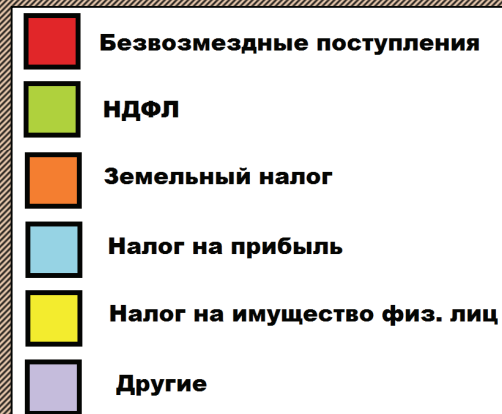 Безвозмездные поступления
НДФЛ
Земельный налог
Налог на прибыль
Налог на имущество физ. лиц
Другие